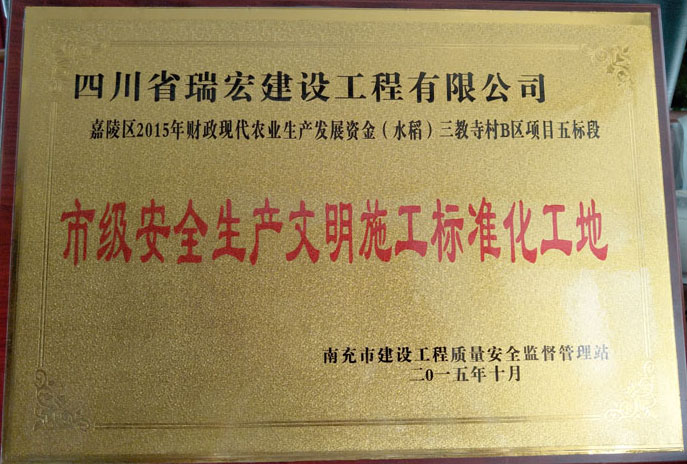 四川省瑞宏建设工程有限公司
嘉陵区2015年财政现代农业生产发展资金（水稻）三教寺村B区项目五标段
市级安全生产文明施工标准化工地
南充市建设工程质量安全监督管理站
二0一五年十月